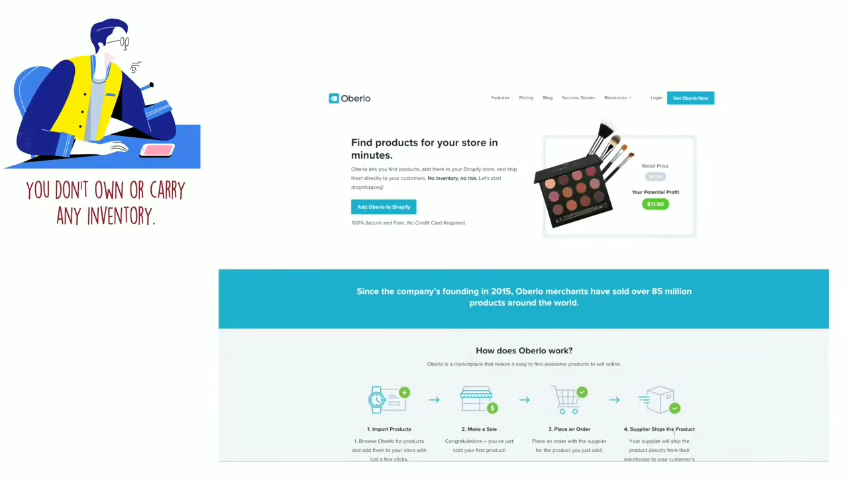 YOU DON'T OWN OR CARRY
ANY INVENTORY.
Oberlo
Features Pricing Blog Success Stories Resources Login Get Oberlo Now
Find products for your store in
minutes.
Oberlo lets you find products, add them to your Shopify store, and ship
them directly to your customers. No inventory, no risk. Let's start
dropshipping!
Add Oberlo to Shopify
100% Secure and Free. No Credit Card Required.
Retail Price
Your Potential Profit
Since the company's founding in 2015, Oberlo merchants have sold over 85 million
products around the world.
How does Oberlo work?
Oberlo is a marketplace that makes it easy to find awesome products to sell online.
1. Import Products
1. Browse Oberlo for products
and add them to your store with
just a few clicks.
2. Make a Sale
Congratulations – you've just
sold your first product!
3. Place an Order
Place an order with the supplier
for the product you just sold.
4. Supplier Ships the Product
Your supplier will ship the
product directly from their
warehouse to your customer's